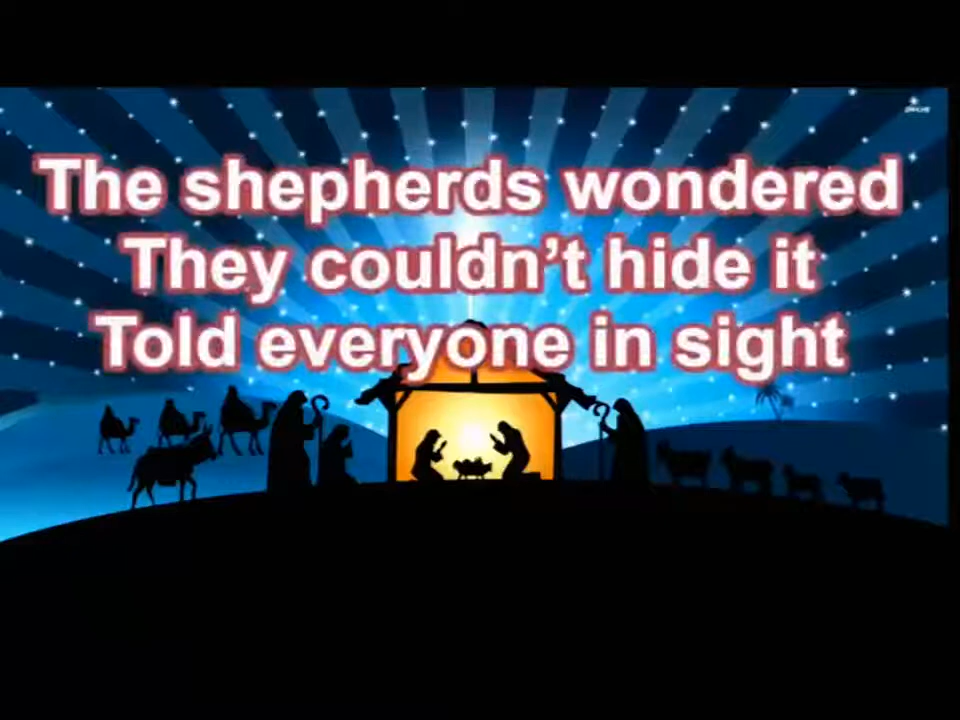 The shepherds wondered
They couldn’t hide it
Told everyone in sight